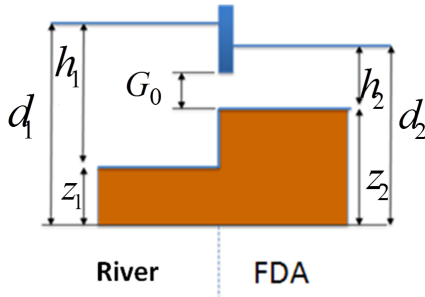 h₁
G₀
h₂
d₁
d₂
z₁
z₂
River
FDA